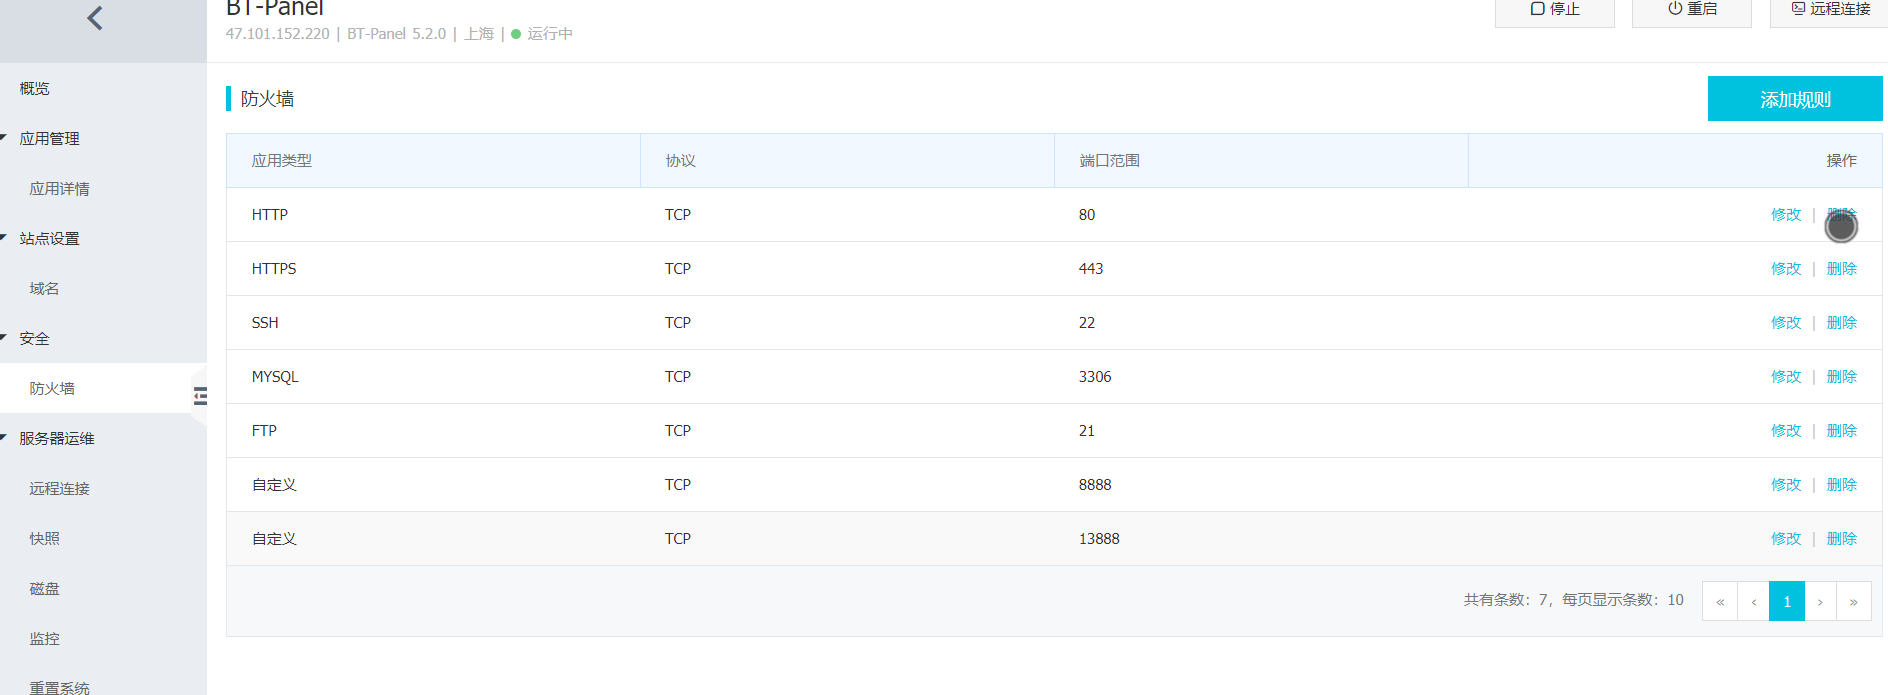 BT-Panel
47.101.152.220 | BT-Panel 5.2.0 | 上海 | 运行中
停止
重启
远程连接
概览
应用管理
应用详情
站点设置
域名
安全
防火墙
服务器运维
远程连接
快照
磁盘
监控
重置系统
防火墙
添加规则
应用类型 协议 端口范围 操作
HTTP TCP 80 修改 | 删除
HTTPS TCP 443 修改 | 删除
SSH TCP 22 修改 | 删除
MYSQL TCP 3306 修改 | 删除
FTP TCP 21 修改 | 删除
自定义 TCP 8888 修改 | 删除
自定义 TCP 13888 修改 | 删除
共有条数: 7, 每页显示条数: 10 « ‹ 1 › »